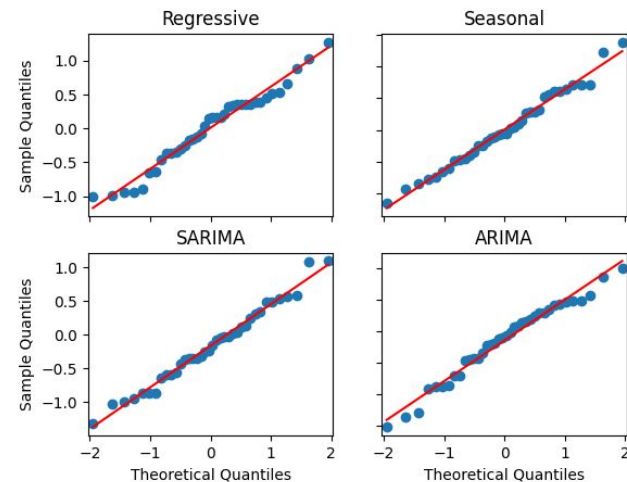 Regressive
Seasonal
Sample Quantiles
1.0
0.5
0.0
−0.5
−1.0
SARIMA
ARIMA
Sample Quantiles
1.0
0.5
0.0
−0.5
−1.0
−2 −1 0 1 2
−2 −1 0 1 2
Theoretical Quantiles
Theoretical Quantiles